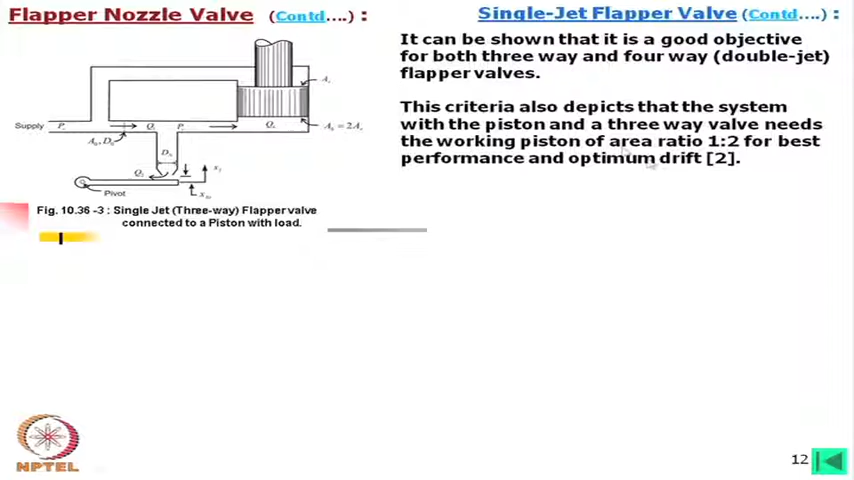 Flapper Nozzle Valve (Contd....) :
Single-Jet Flapper Valve (Contd....) :
It can be shown that it is a good objective
for both three way and four way (double-jet)
flapper valves.
This criteria also depicts that the system
with the piston and a three way valve needs
the working piston of area ratio 1:2 for best
performance and optimum drift [2].
Supply
Pivot
Fig. 10.36 -3 : Single Jet (Three-way) Flapper valve
connected to a Piston with load.
NPTEL
12